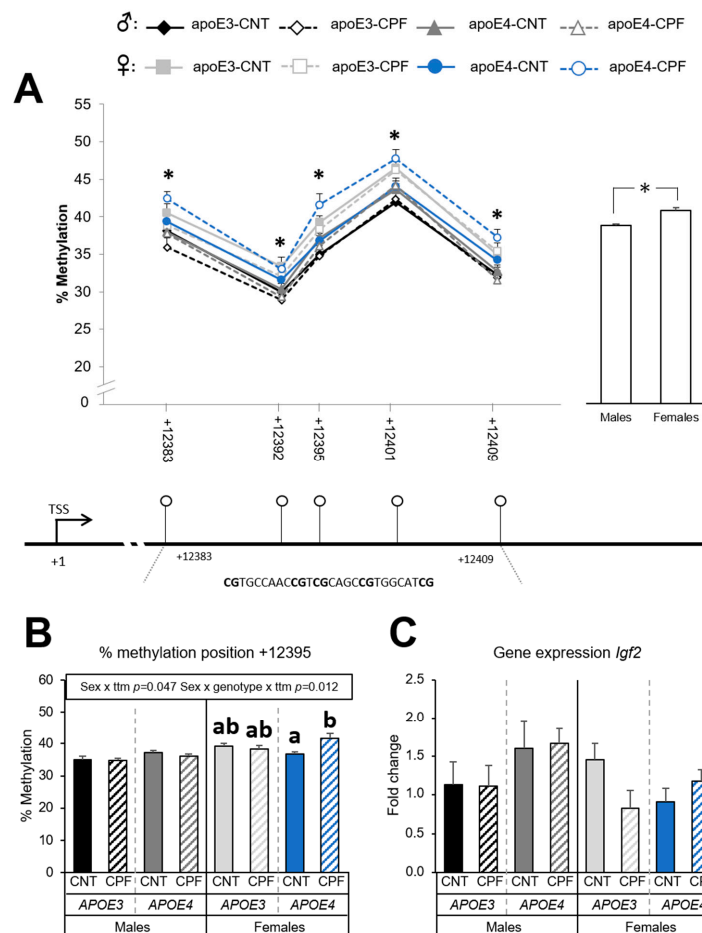 ♂: apoE3-CNT apoE3-CPF apoE4-CNT apoE4-CPF
♀: apoE3-CNT apoE3-CPF apoE4-CNT apoE4-CPF
A
% Methylation
55
50
45
40
35
30
25
20
0
* * * * *
+12383 +12392 +12395 +12401 +12409
*
Males Females
TSS
+1 +12383 +12409
CGTGCCAACCGTCGCAGCCGTGGCATCG
B
% methylation position +12395
Sex x ttm p=0.047 Sex x genotype x ttm p=0.012
% Methylation
60
50
40
30
20
10
0
ab ab a b
CNT CPF CNT CPF CNT CPF CNT CPF
APOE3 APOE4 APOE3 APOE4
Males Females
C
Gene expression Igf2
Fold change
2.5
2.0
1.5
1.0
0.5
0.0
CNT CPF CNT CPF CNT CPF CNT CPF
APOE3 APOE4 APOE3 APOE4
Males Females